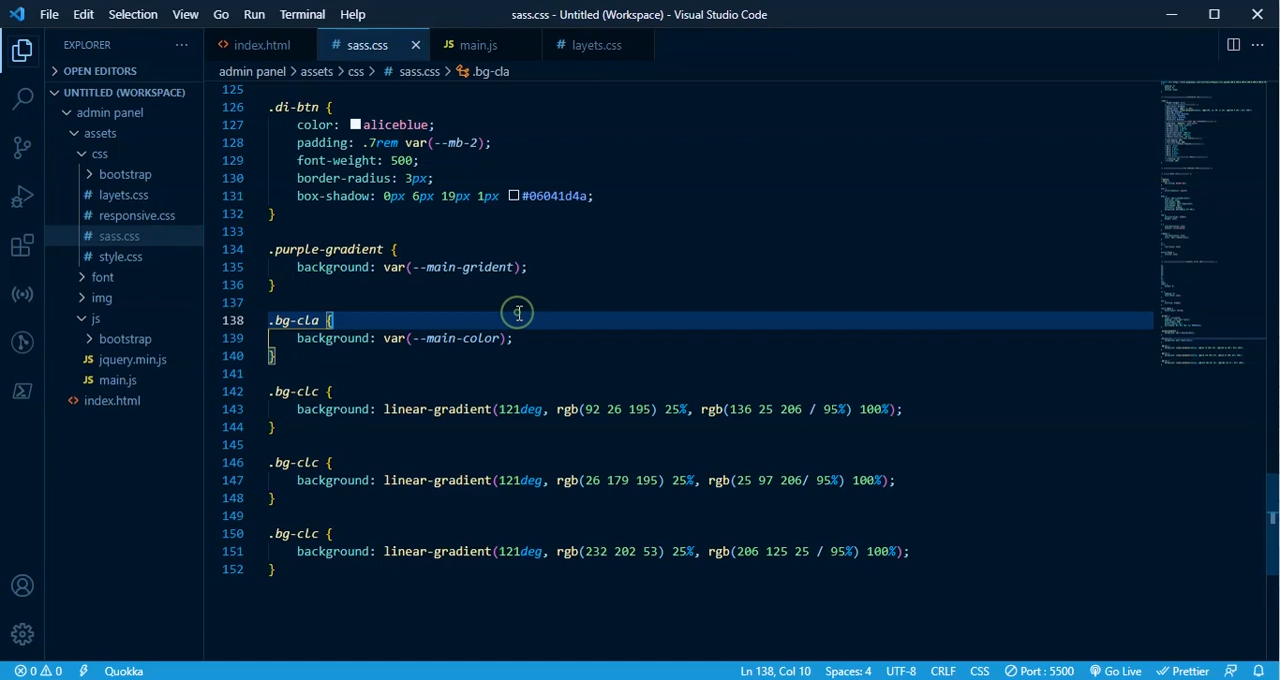 File Edit Selection View Go Run Terminal Help
sass.css - Untitled (Workspace) - Visual Studio Code
EXPLORER
OPEN EDITORS
UNTITLED (WORKSPACE)
admin panel
assets
css
bootstrap
# layets.css
# responsive.css
# sass.css
# style.css
font
img
js
bootstrap
JS jquery.min.js
JS main.js
<> index.html
<> index.html
# sass.css
JS main.js
# layets.css
admin panel > assets > css > # sass.css > .bg-cla
125
126 .di-btn {
127 color: aliceblue;
128 padding: .7rem var(--mb-2);
129 font-weight: 500;
130 border-radius: 3px;
131 box-shadow: 0px 6px 19px 1px #06041d4a;
132 }
133
134 .purple-gradient {
135 background: var(--main-grident);
136 }
137
138 .bg-cla {
139 background: var(--main-color);
140 }
141
142 .bg-clc {
143 background: linear-gradient(121deg, rgb(92 26 195) 25%, rgb(136 25 206 / 95%) 100%);
144 }
145
146 .bg-clc {
147 background: linear-gradient(121deg, rgb(26 179 195) 25%, rgb(25 97 206/ 95%) 100%);
148 }
149
150 .bg-clc {
151 background: linear-gradient(121deg, rgb(232 202 53) 25%, rgb(206 125 25 / 95%) 100%);
152 }
0 0 Quokka
Ln 138, Col 10 Spaces: 4 UTF-8 CRLF CSS Port : 5500 Go Live Prettier